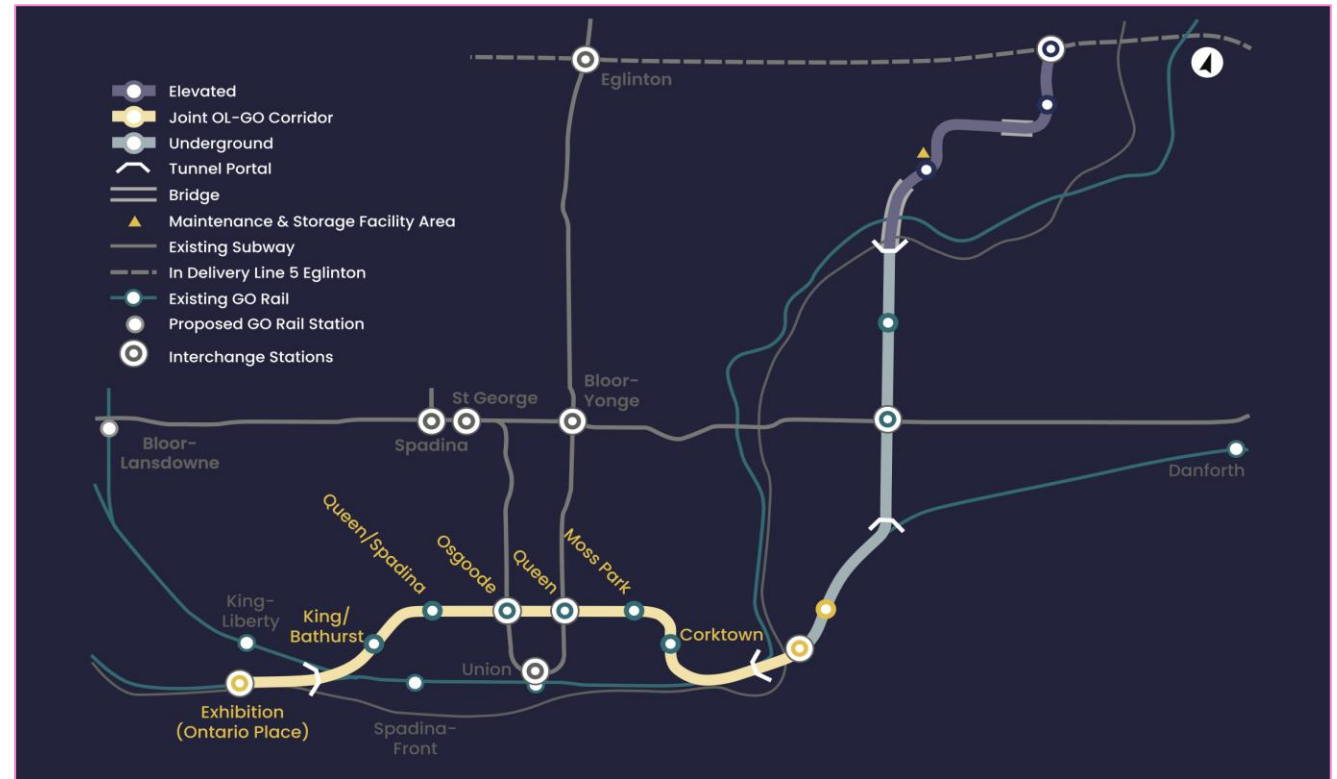 Elevated
Joint OL-GO Corridor
Underground
Tunnel Portal
Bridge
Maintenance & Storage Facility Area
Existing Subway
In Delivery Line 5 Eglinton
Existing GO Rail
Proposed GO Rail Station
Interchange Stations
Eglinton
Bloor-
Yonge
St George
Spadina
Bloor-
Lansdowne
Danforth
Queen/Spadina
Osgoode
Queen
Moss Park
King-
Liberty
King/
Bathurst
Corktown
Union
Exhibition
(Ontario Place)
Spadina-
Front